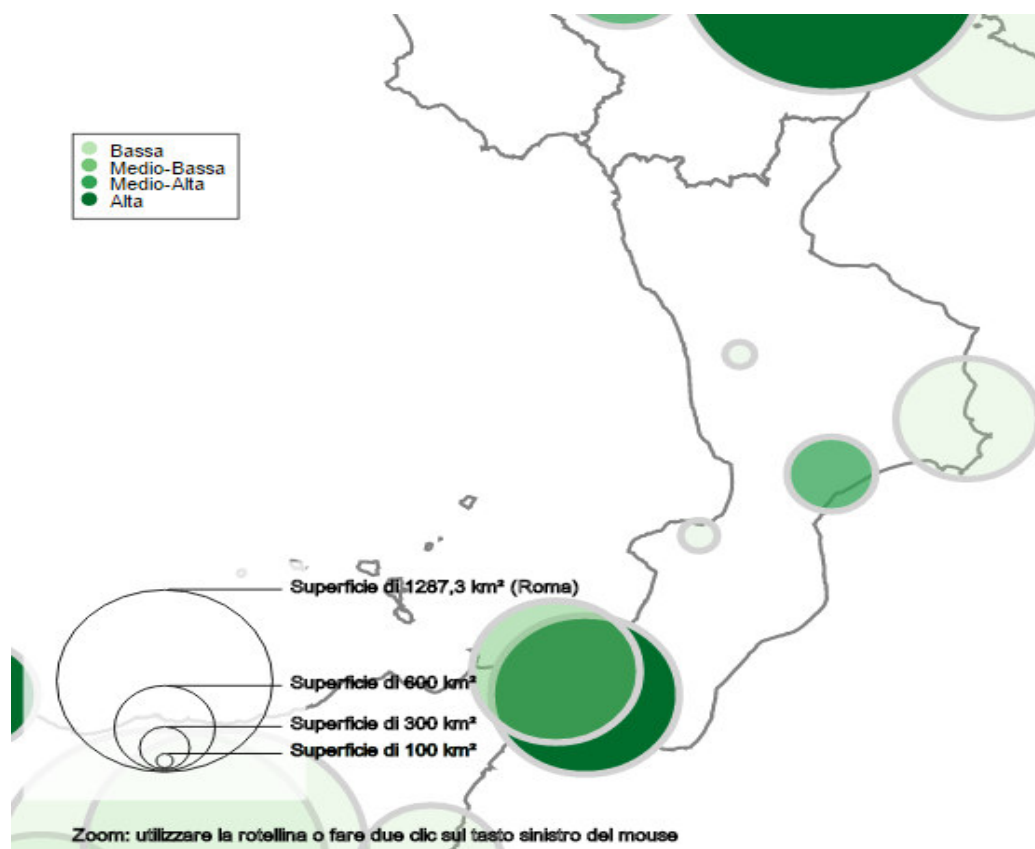 Bassa
Medio-Bassa
Medio-Alta
Alta
Superficie di 1287,3 km² (Roma)
Superficie di 600 km²
Superficie di 300 km²
Superficie di 100 km²
Zoom: utilizzare la rotellina o fare due clic sul tasto sinistro del mouse